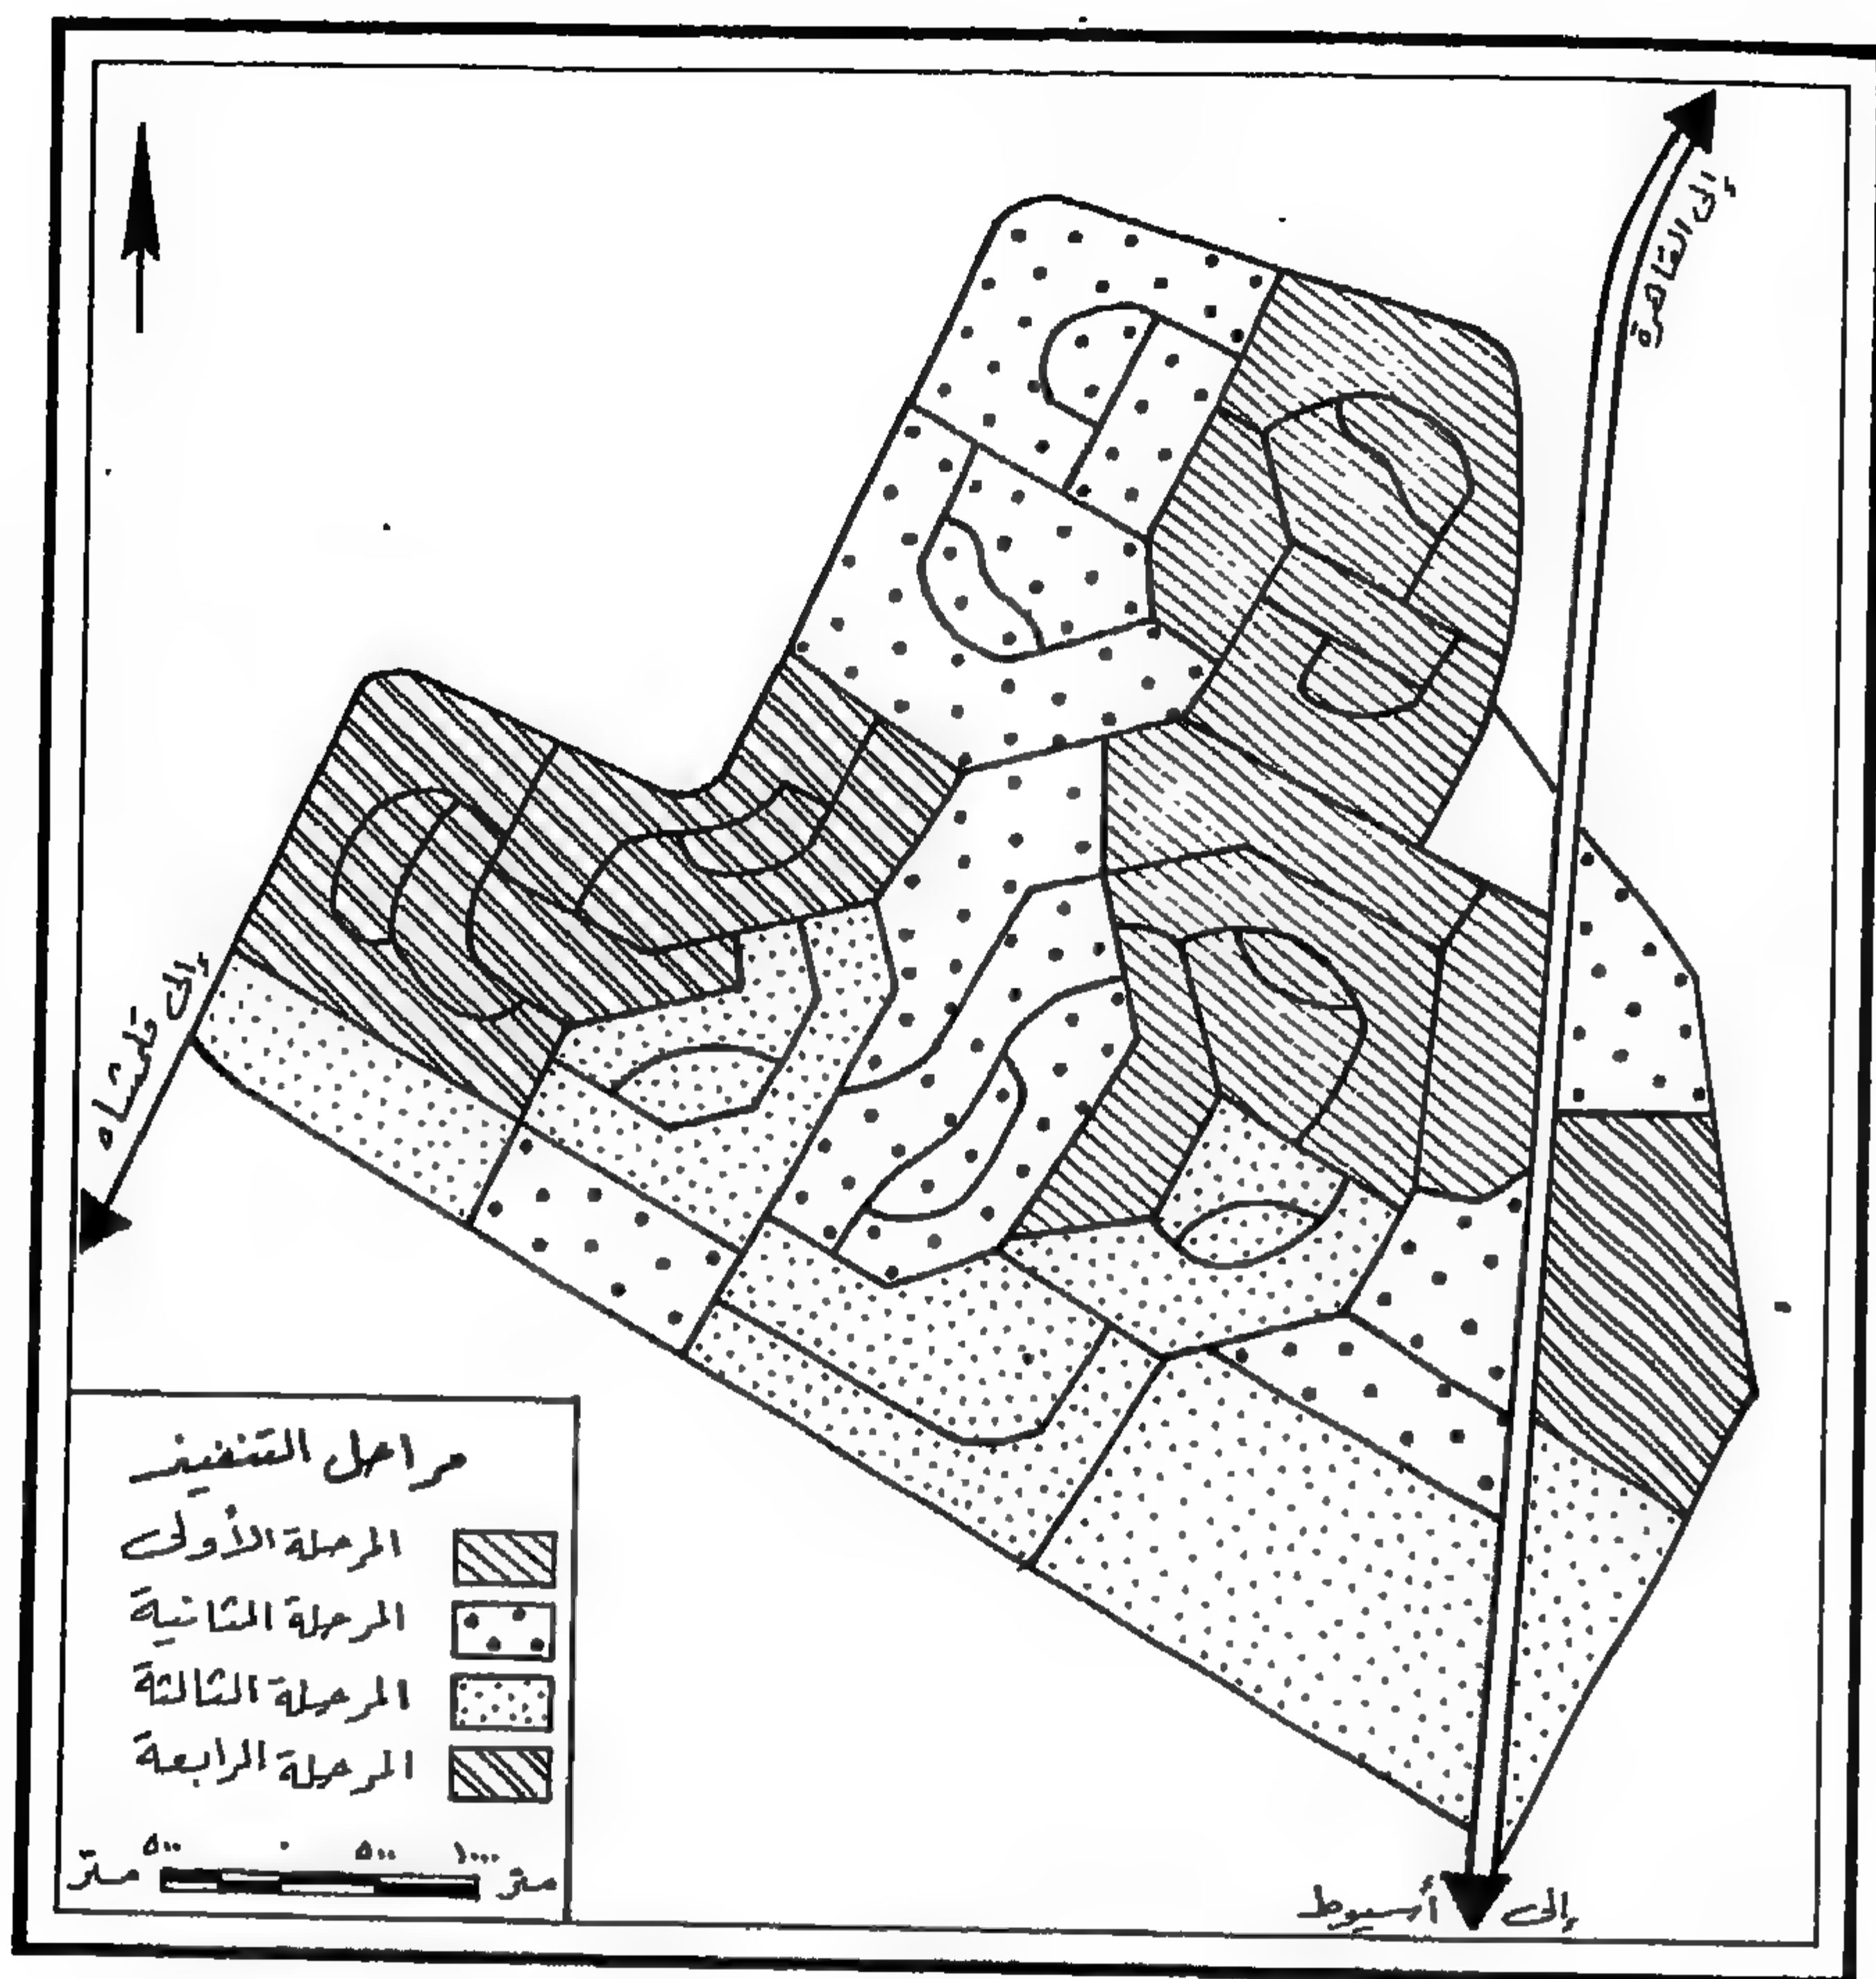 إلى القاهرة
إلى قلمشاه
مراحل التنفيذ
المرحلة الأولى
المرحلة الثانية
المرحلة الثالثة
المرحلة الرابعة
متر ٥٠٠ ٠ ٥٠٠ ١٠٠٠ متر
إلى أسيوط